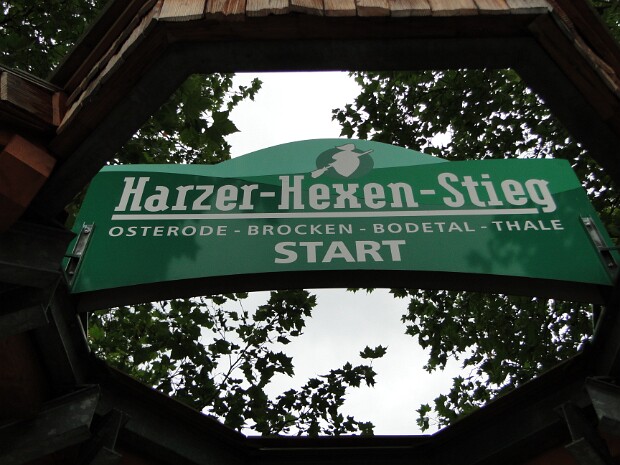 Harzer-Hexen-Stieg
OSTERODE - BROCKEN - BODETAL - THALE
START